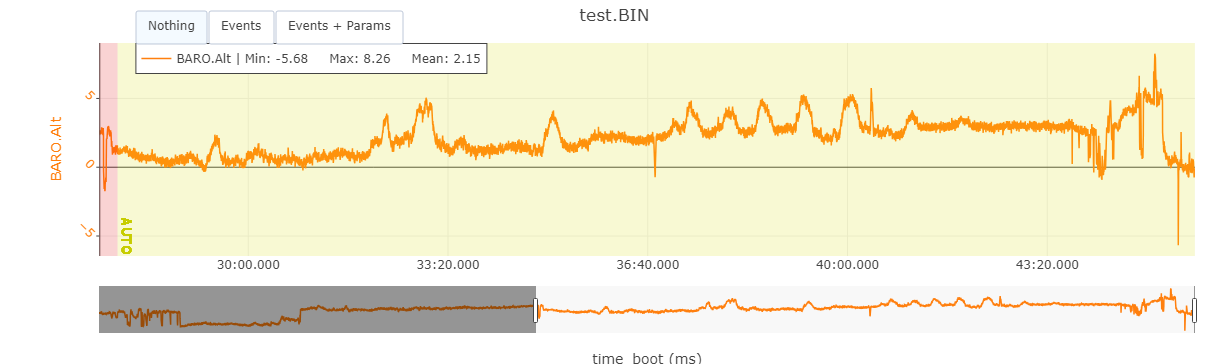 test.BIN
Nothing
Events
Events + Params
BARO.Alt | Min: -5.68 Max: 8.26 Mean: 2.15
BARO.Alt
5
0
−5
AUTO
30:00.000
33:20.000
36:40.000
40:00.000
43:20.000
time_boot (ms)